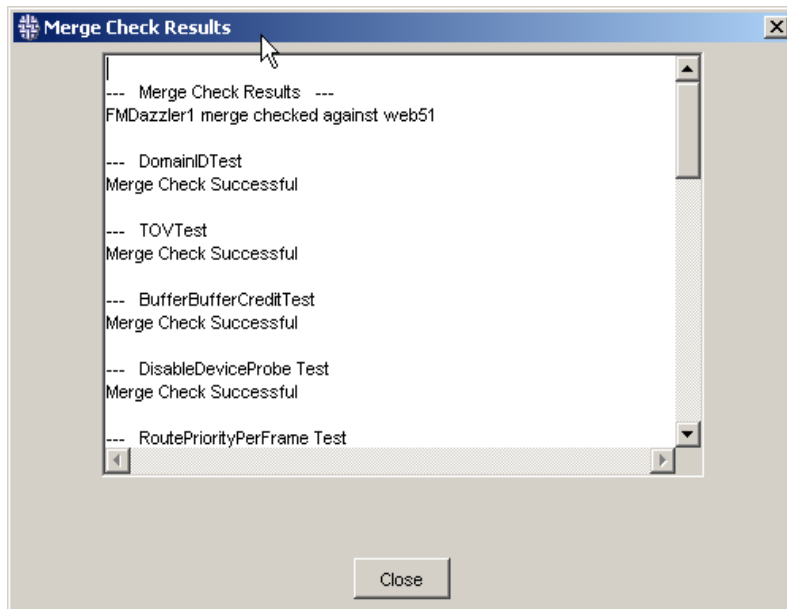 Merge Check Results
--- Merge Check Results ---
FMDazzler1 merge checked against web51
--- DomainIDTest
Merge Check Successful
--- TOVTest
Merge Check Successful
--- BufferBufferCreditTest
Merge Check Successful
--- DisableDeviceProbe Test
Merge Check Successful
--- RoutePriorityPerFrame Test
Close